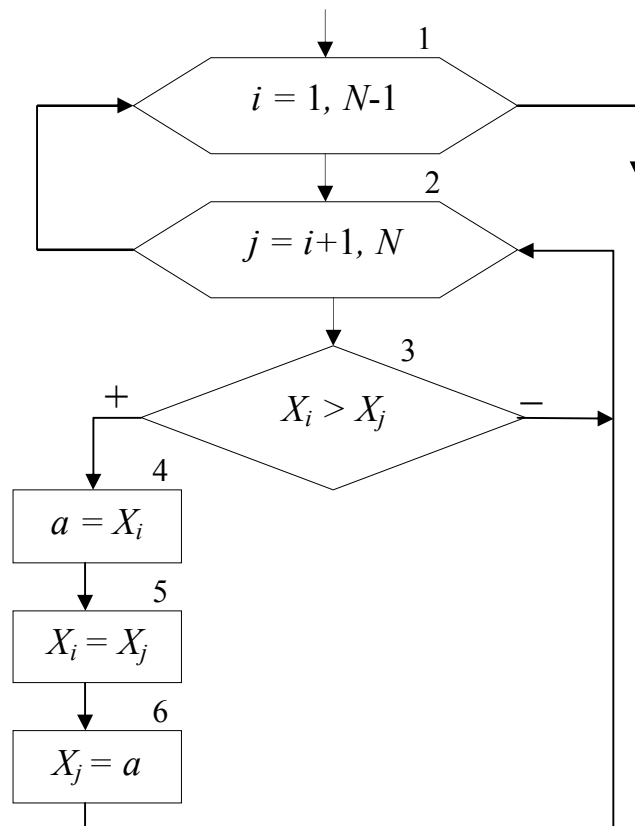 1
i = 1, N-1
2
j = i+1, N
3
+
X_i > X_j
−
4
a = X_i
5
X_i = X_j
6
X_j = a